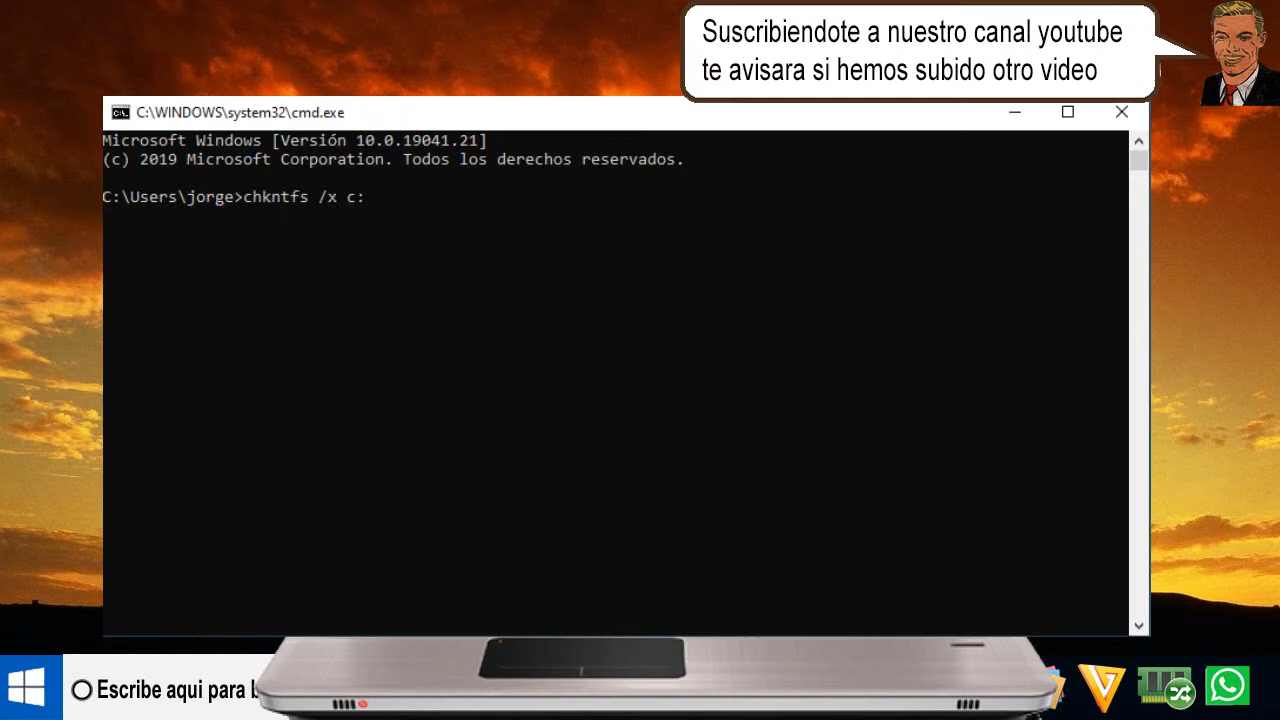 Suscribiendote a nuestro canal youtube
te avisara si hemos subido otro video
C:\WINDOWS\system32\cmd.exe
Microsoft Windows [Versión 10.0.19041.21]
(c) 2019 Microsoft Corporation. Todos los derechos reservados.
C:\Users\jorge>chkntfs /x c:
Escribe aqui para b